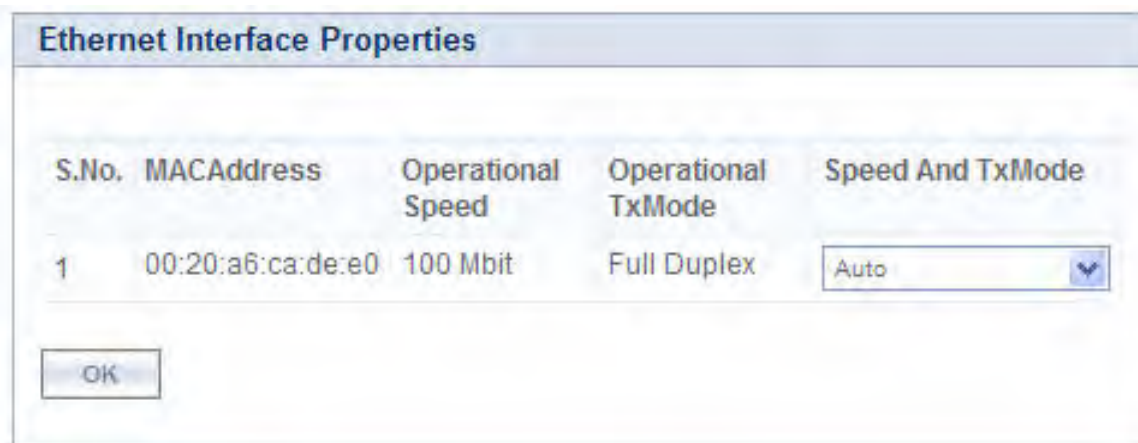 Ethernet Interface Properties
S.No. MACAddress Operational Speed Operational TxMode Speed And TxMode
1 00:20:a6:ca:de:e0 100 Mbit Full Duplex Auto
OK